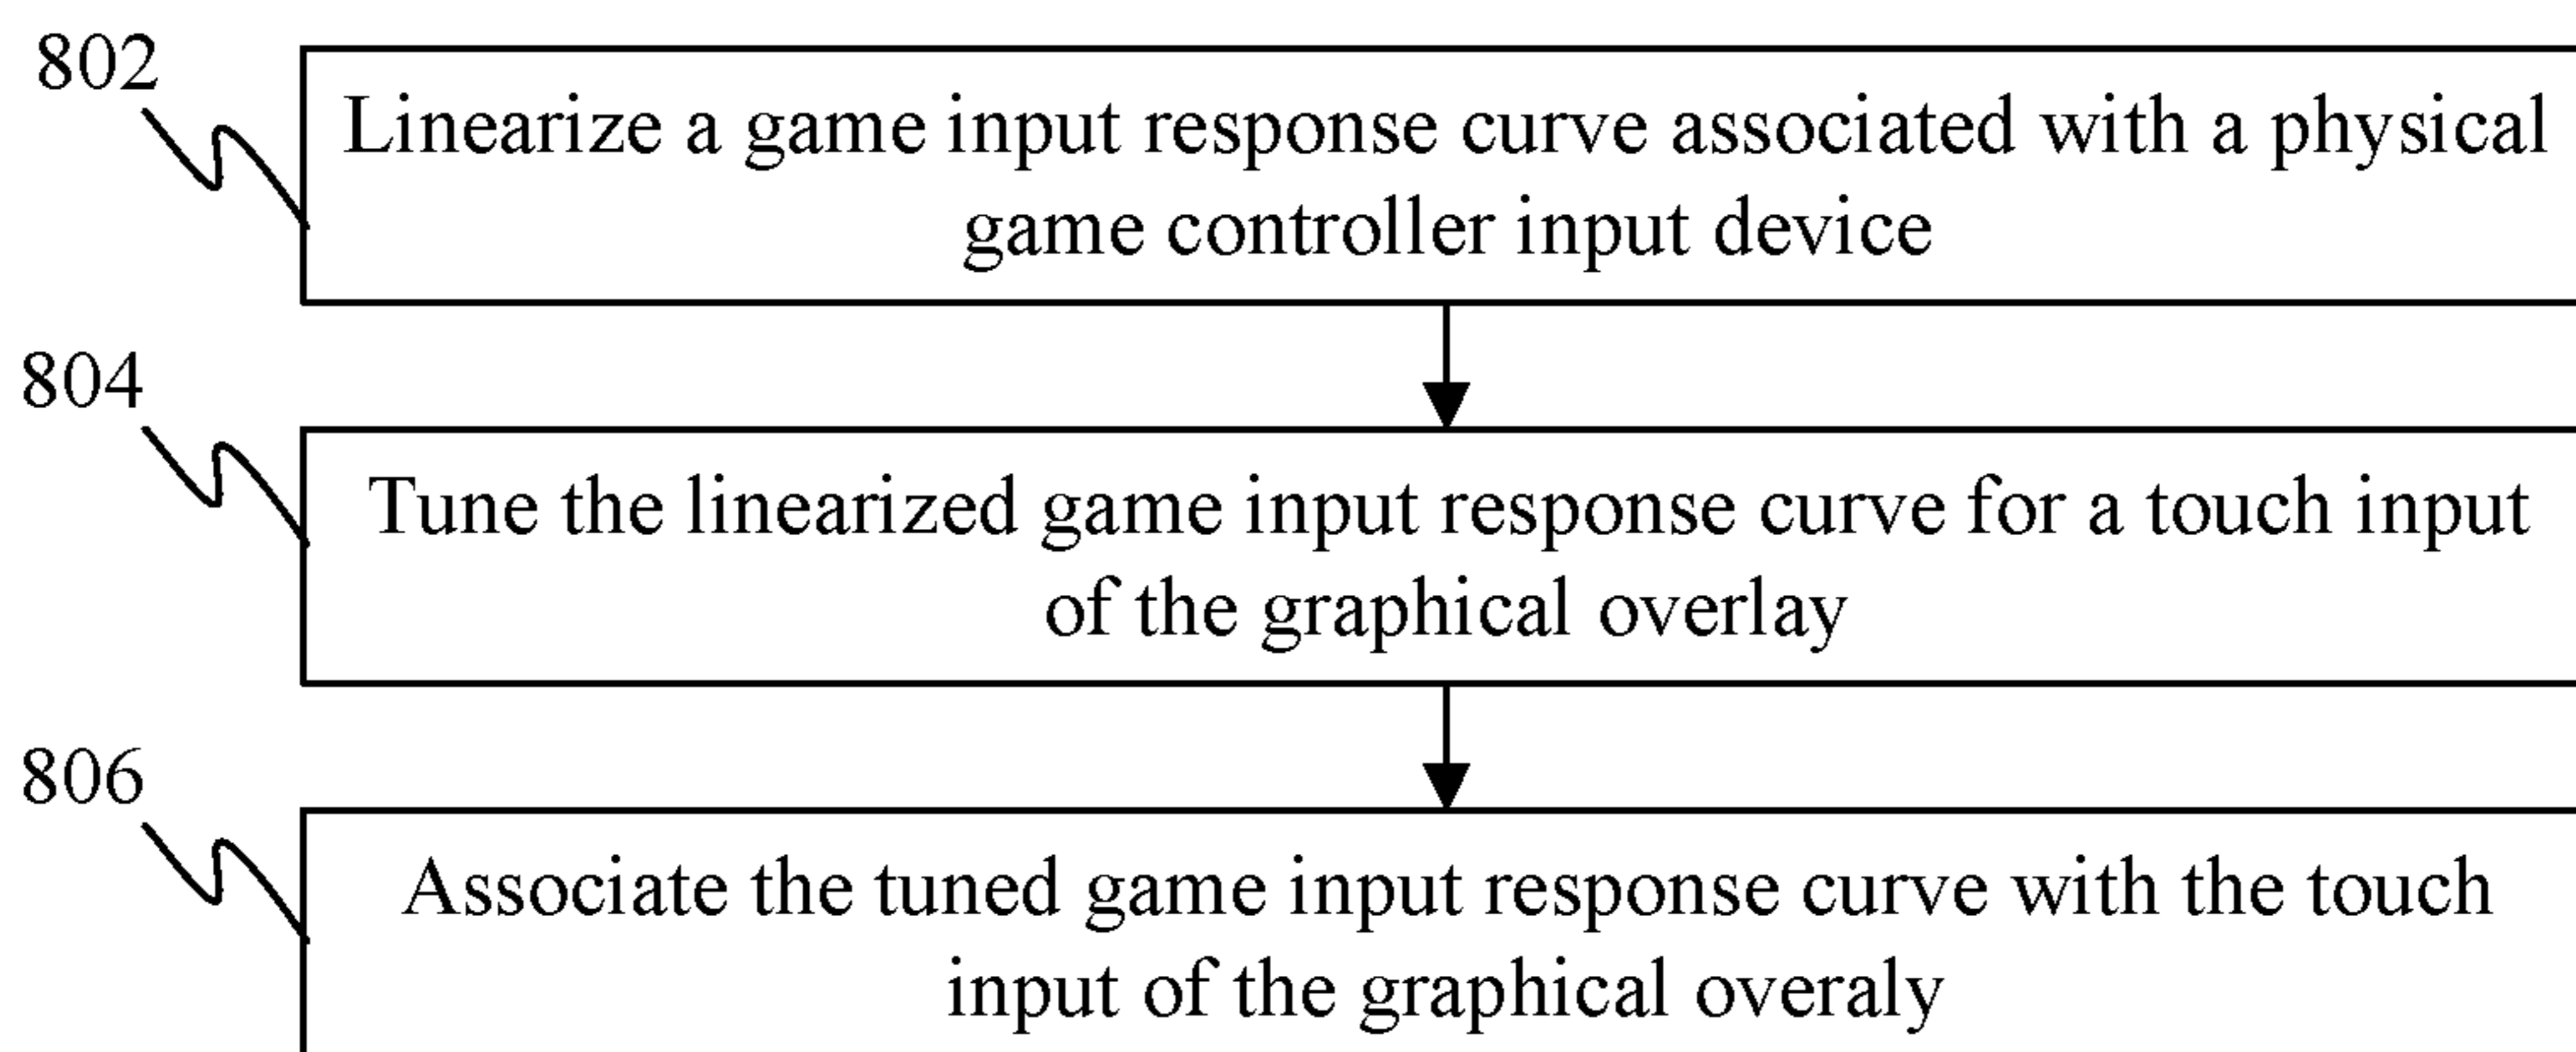 802
Linearize a game input response curve associated with a physical
game controller input device
804
Tune the linearized game input response curve for a touch input
of the graphical overlay
806
Associate the tuned game input response curve with the touch
input of the graphical overaly